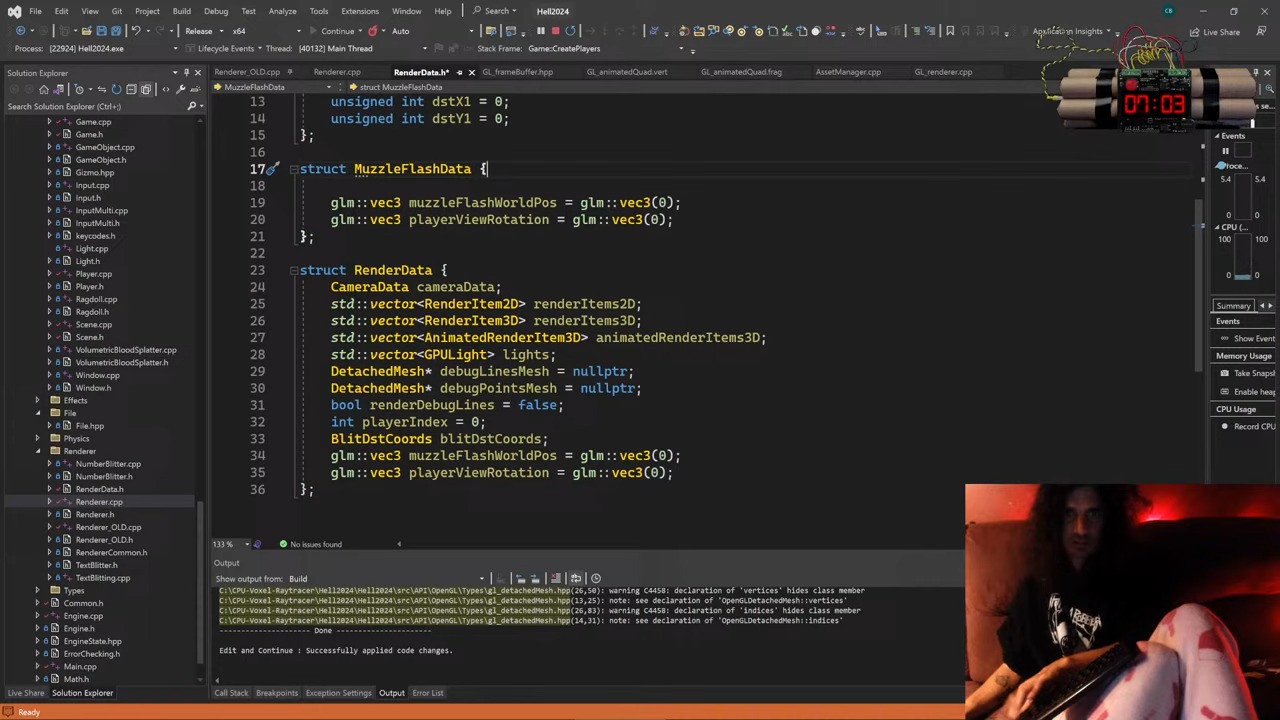 File Edit View Git Project Build Debug Test Analyze Tools Extensions Window Help Search Hell2024 CB
Release x64 Continue Auto Application Insights Live Share
Process: [22924] Hell2024.exe Lifecycle Events Thread: [40132] Main Thread Stack Frame: Game::CreatePlayers
Solution Explorer
Renderer_OLD.cpp Renderer.cpp RenderData.h* GL_frameBuffer.hpp GL_animatedQuad.vert GL_animatedQuad.frag AssetManager.cpp GL_renderer.cpp
MuzzleFlashData struct MuzzleFlashData
Search Solution Explorer (Ctrl+;)
Game.cpp
Game.h
GameObject.cpp
GameObject.h
Gizmo.hpp
Input.cpp
Input.h
InputMulti.cpp
InputMulti.h
keycodes.h
Light.cpp
Light.h
Player.cpp
Player.h
Ragdoll.cpp
Ragdoll.h
Scene.cpp
Scene.h
VolumetricBloodSplatter.cpp
VolumetricBloodSplatter.h
Window.cpp
Window.h
Effects
File
File.hpp
Physics
Renderer
NumberBlitter.cpp
NumberBlitter.h
RenderData.h
Renderer.cpp
Renderer.h
Renderer_OLD.cpp
Renderer_OLD.h
RendererCommon.h
TextBlitter.h
TextBlitting.cpp
Types
Common.h
Engine.cpp
Engine.h
EngineState.hpp
ErrorChecking.h
Main.cpp
Math.h
Live Share Solution Explorer
13 unsigned int dstX1 = 0;
14 unsigned int dstY1 = 0;
15 };
16
17 struct MuzzleFlashData {
18
19 glm::vec3 muzzleFlashWorldPos = glm::vec3(0);
20 glm::vec3 playerViewRotation = glm::vec3(0);
21 };
22
23 struct RenderData {
24 CameraData cameraData;
25 std::vector<RenderItem2D> renderItems2D;
26 std::vector<RenderItem3D> renderItems3D;
27 std::vector<AnimatedRenderItem3D> animatedRenderItems3D;
28 std::vector<GPULight> lights;
29 DetachedMesh* debugLinesMesh = nullptr;
30 DetachedMesh* debugPointsMesh = nullptr;
31 bool renderDebugLines = false;
32 int playerIndex = 0;
33 BlitDstCoords blitDstCoords;
34 glm::vec3 muzzleFlashWorldPos = glm::vec3(0);
35 glm::vec3 playerViewRotation = glm::vec3(0);
36 };
133 % No issues found
Output
Show output from: Build
C:\CPU-Voxel-Raytracer\Hell2024\Hell2024\src\API\OpenGL\Types\gl_detachedMesh.hpp(26,50): warning C4458: declaration of 'vertices' hides class member
C:\CPU-Voxel-Raytracer\Hell2024\Hell2024\src\API\OpenGL\Types\gl_detachedMesh.hpp(13,25): note: see declaration of 'OpenGLDetachedMesh::vertices'
C:\CPU-Voxel-Raytracer\Hell2024\Hell2024\src\API\OpenGL\Types\gl_detachedMesh.hpp(26,83): warning C4458: declaration of 'indices' hides class member
C:\CPU-Voxel-Raytracer\Hell2024\Hell2024\src\API\OpenGL\Types\gl_detachedMesh.hpp(14,31): note: see declaration of 'OpenGLDetachedMesh::indices'
---------------------- Done ----------------------
Edit and Continue : Successfully applied code changes.
Call Stack Breakpoints Exception Settings Output Error List
Ready
07:03
Events
5.4 5.4
CPU (
100 100
0 0
Summary
Events
Show Event
Memory Usage
Take Snapsh
Enable heap
CPU Usage
Record CPU